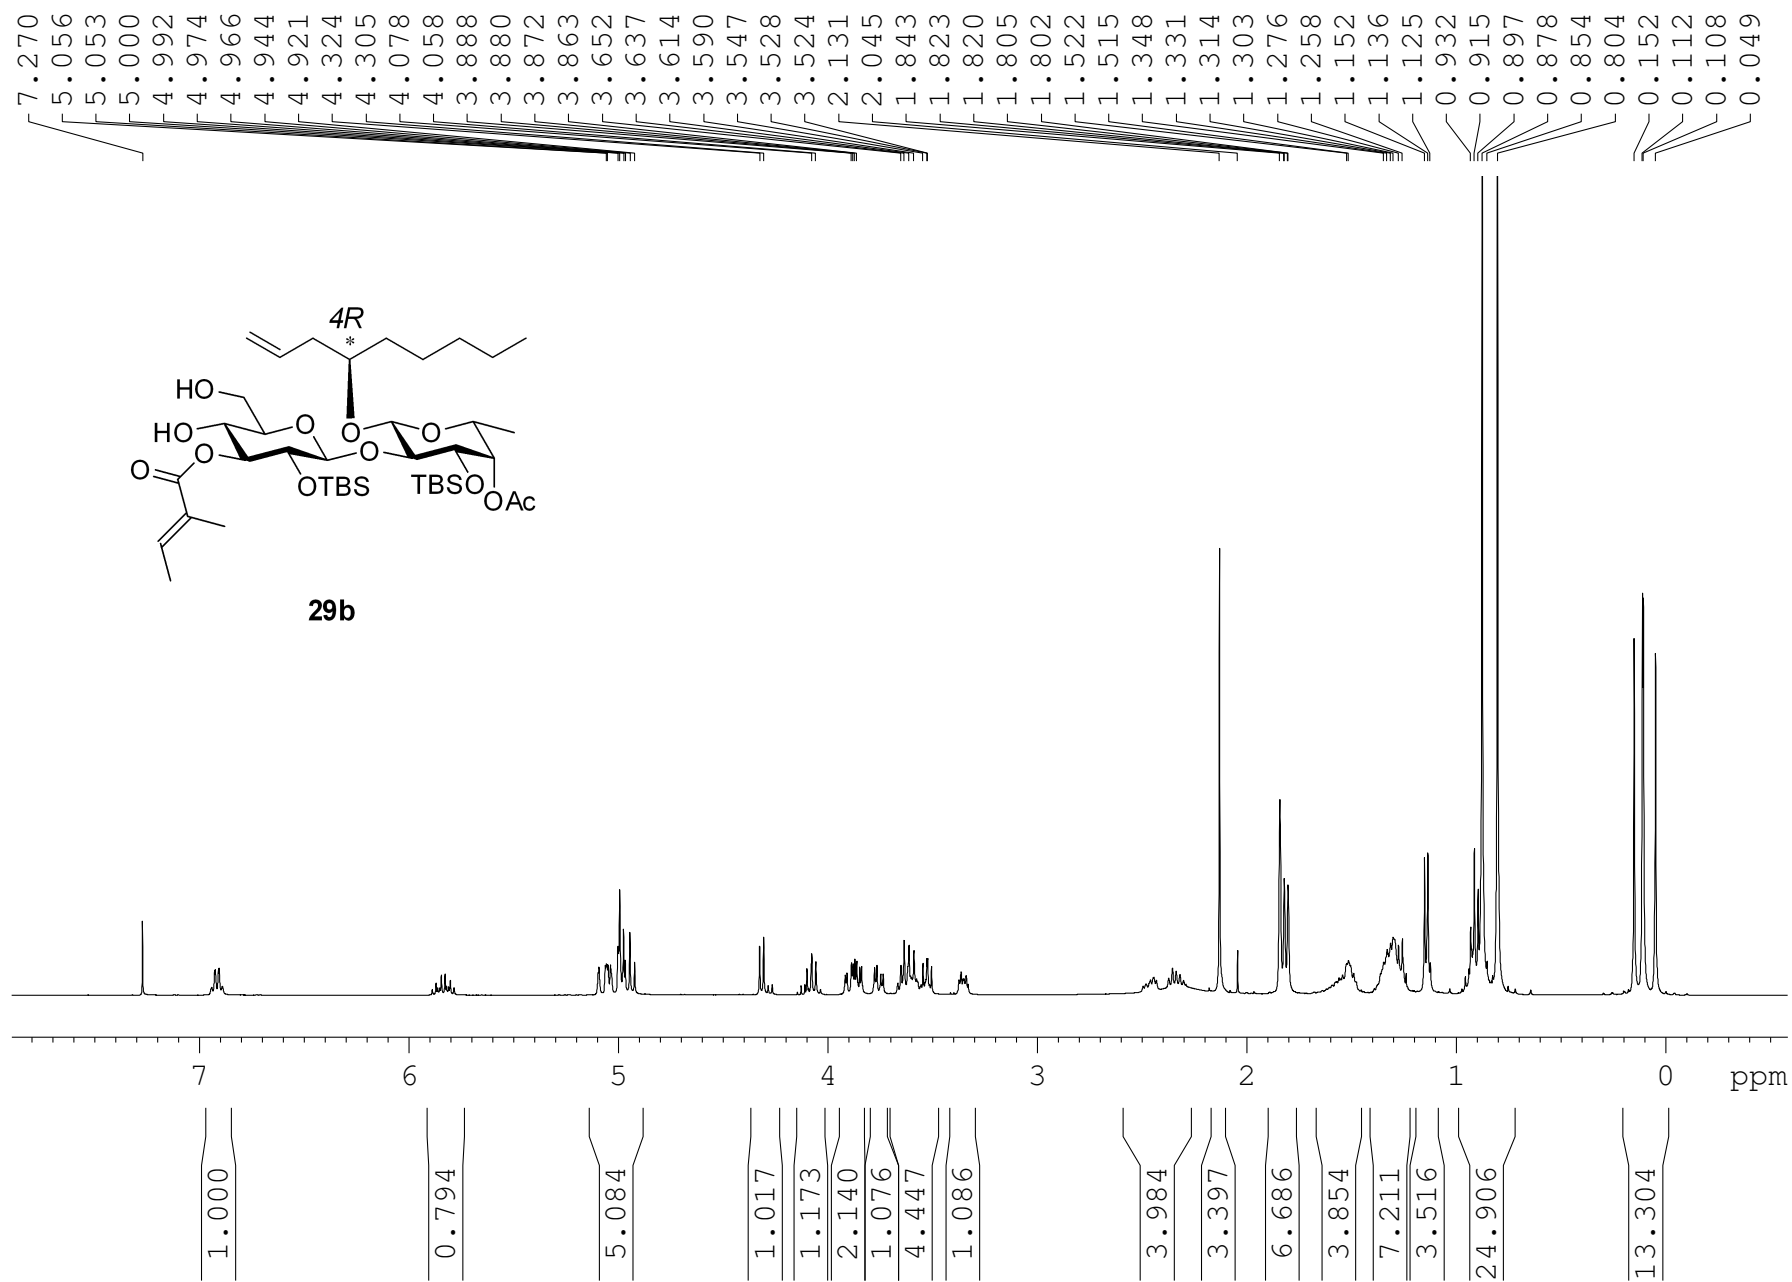 7.270 5.056 5.053 5.000 4.992 4.974 4.966 4.944 4.921 4.324 4.305 4.078 4.058 3.888 3.880 3.872 3.863 3.652 3.637 3.614 3.590 3.547 3.528 3.524 2.131 2.045 1.843 1.823 1.820 1.805 1.802 1.522 1.515 1.348 1.331 1.314 1.303 1.276 1.258 1.152 1.136 1.125 0.932 0.915 0.897 0.878 0.854 0.804 0.152 0.112 0.108 0.049
4R
*
HO
HO O O O
O O O
O OTBS TBSO OAc
29b
7 6 5 4 3 2 1 0 ppm
1.000 0.794 5.084 1.017 1.173 2.140 1.076 4.447 1.086 3.984 3.397 6.686 3.854 7.211 3.516 24.906 13.304